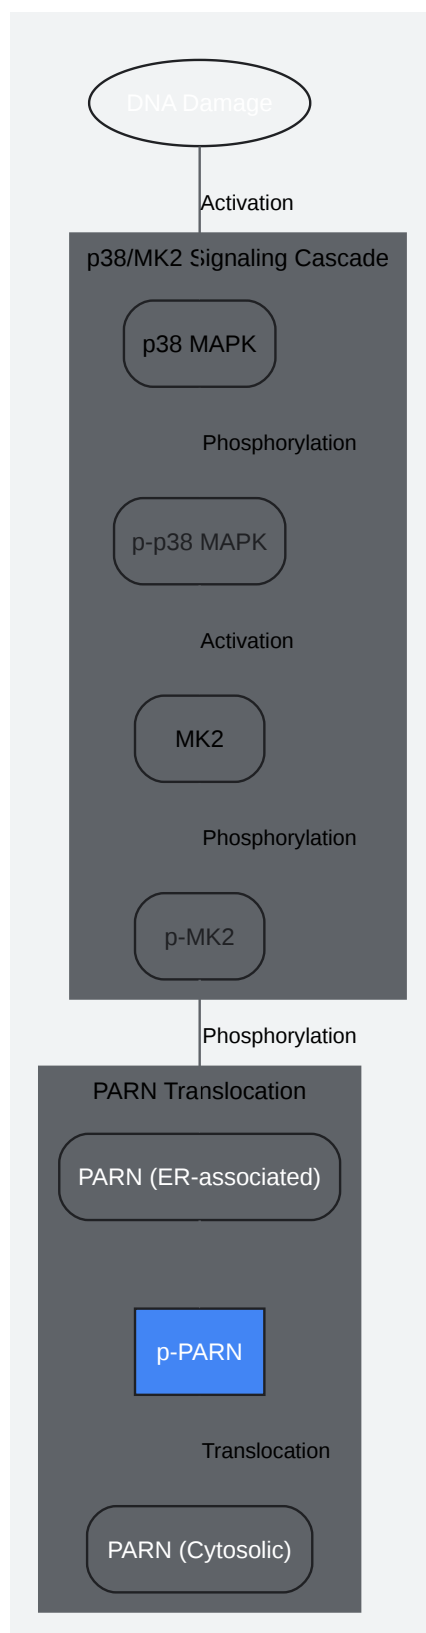 DNA Damage
Activation
p38/MK2 Signaling Cascade
p38 MAPK
Phosphorylation
p-p38 MAPK
Activation
MK2
Phosphorylation
p-MK2
Phosphorylation
PARN Translocation
PARN (ER-associated)
p-PARN
Translocation
PARN (Cytosolic)